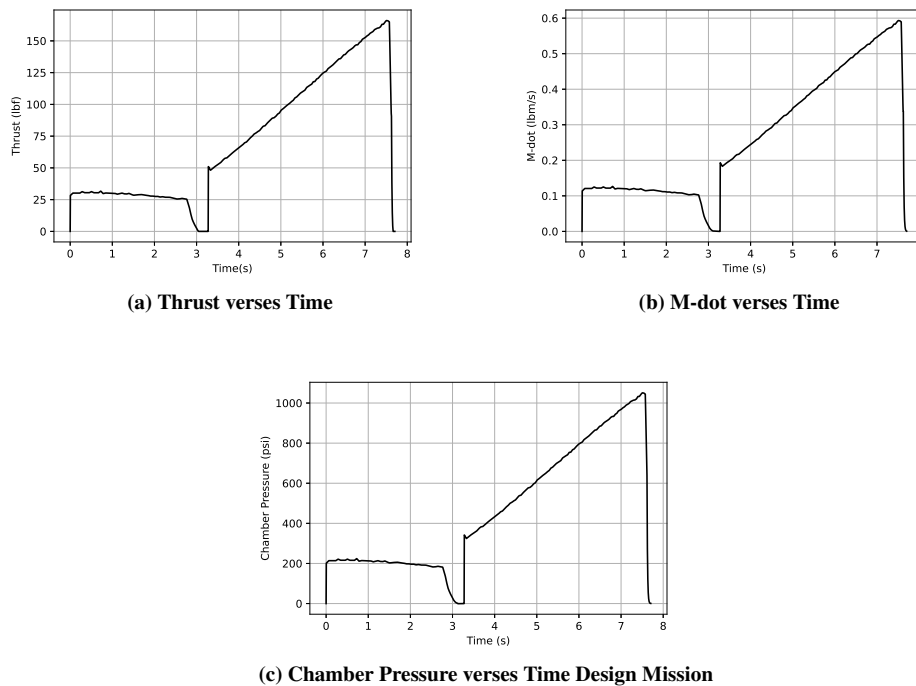 150
125
100
75
50
25
0
Thrust (lbf)
0 1 2 3 4 5 6 7 8
Time(s)
(a) Thrust verses Time
0.6
0.5
0.4
0.3
0.2
0.1
0.0
M-dot (lbm/s)
0 1 2 3 4 5 6 7
Time (s)
(b) M-dot verses Time
1000
800
600
400
200
0
Chamber Pressure (psi)
0 1 2 3 4 5 6 7 8
Time (s)
(c) Chamber Pressure verses Time Design Mission